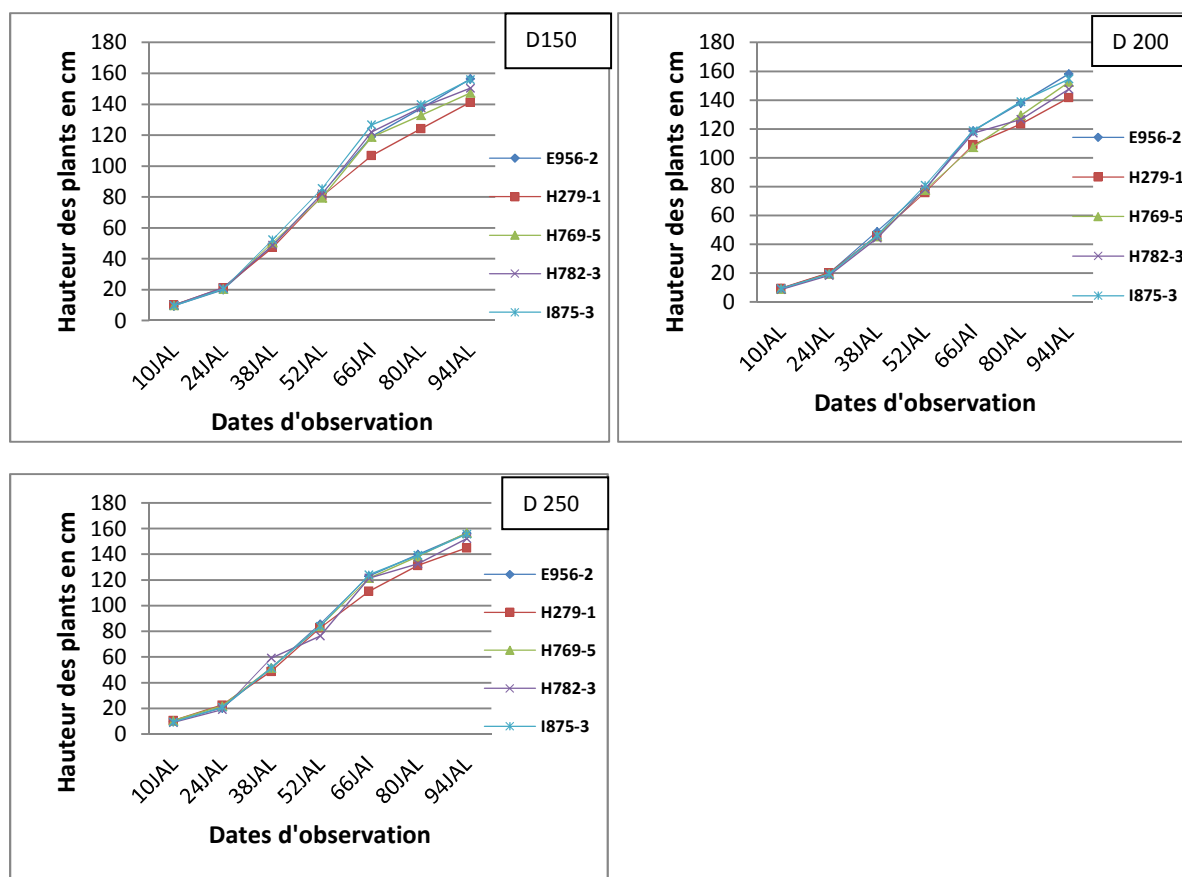 D150
Hauteur des plants en cm
180
160
140
120
100
80
60
40
20
0
10JAL
24JAL
38JAL
52JAL
66JAl
80JAL
94JAL
Dates d'observation
E956-2
H279-1
H769-5
H782-3
I875-3
D 200
Hauteur des plants en cm
180
160
140
120
100
80
60
40
20
0
10JAL
24JAL
38JAL
52JAL
66JAl
80JAL
94JAL
Dates d'observation
E956-2
H279-1
H769-5
H782-3
I875-3
D 250
Hauteur des plants en cm
180
160
140
120
100
80
60
40
20
0
10JAL
24JAL
38JAL
52JAL
66JAl
80JAL
94JAL
Dates d'observation
E956-2
H279-1
H769-5
H782-3
I875-3